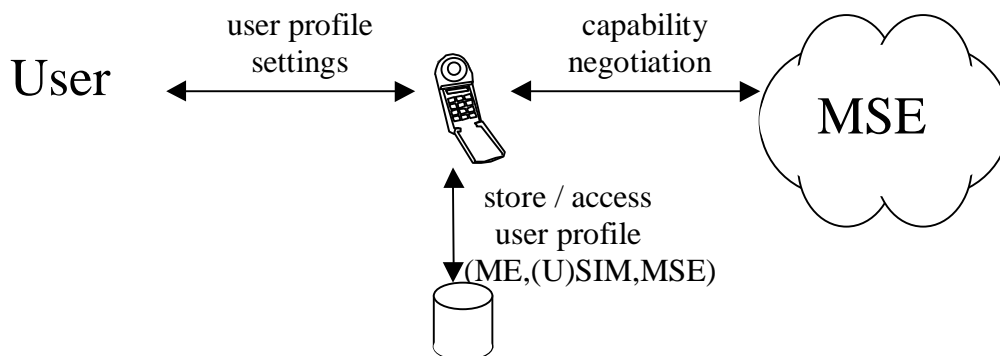 user profile
settings
capability
negotiation
User
MSE
store / access
user profile
(ME,(U)SIM,MSE)